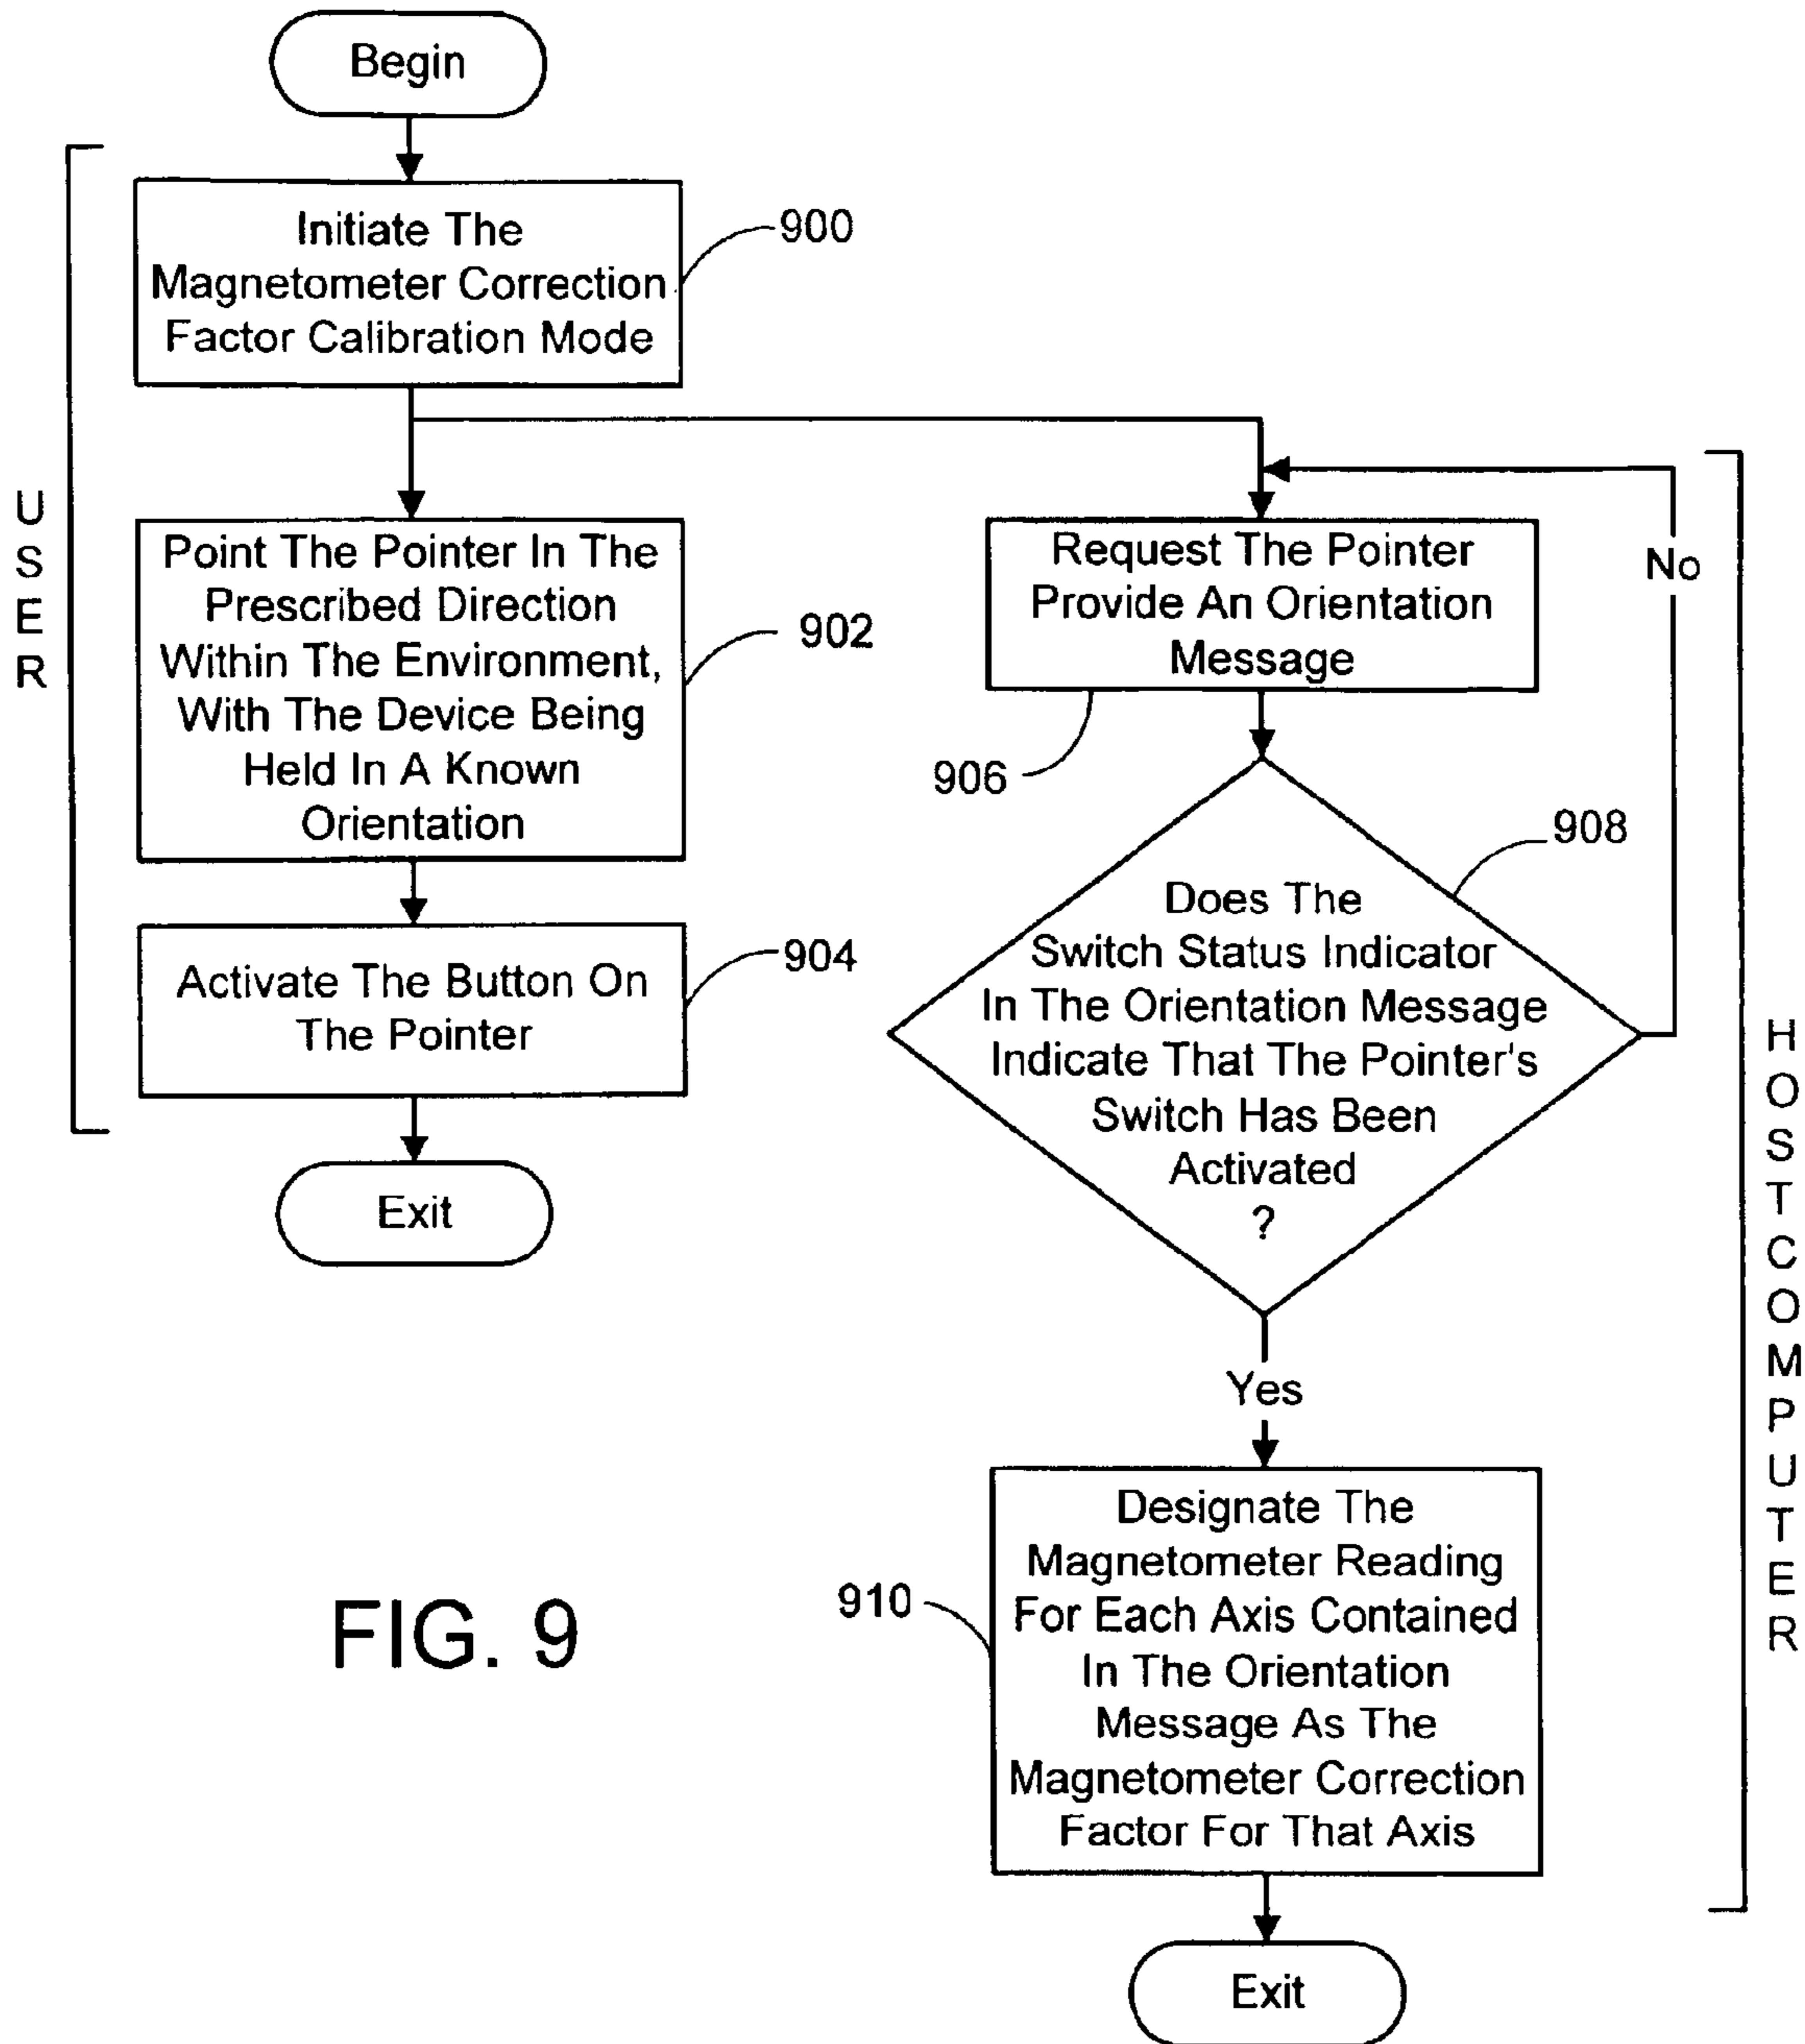 Begin
USER
Initiate The
Magnetometer Correction
Factor Calibration Mode
900
Point The Pointer In The
Prescribed Direction
Within The Environment,
With The Device Being
Held In A Known
Orientation
902
Activate The Button On
The Pointer
904
Exit
HOST COMPUTER
Request The Pointer
Provide An Orientation
Message
906
No
Does The
Switch Status Indicator
In The Orientation Message
Indicate That The Pointer's
Switch Has Been
Activated
?
908
Yes
Designate The
Magnetometer Reading
For Each Axis Contained
In The Orientation
Message As The
Magnetometer Correction
Factor For That Axis
910
Exit
FIG. 9